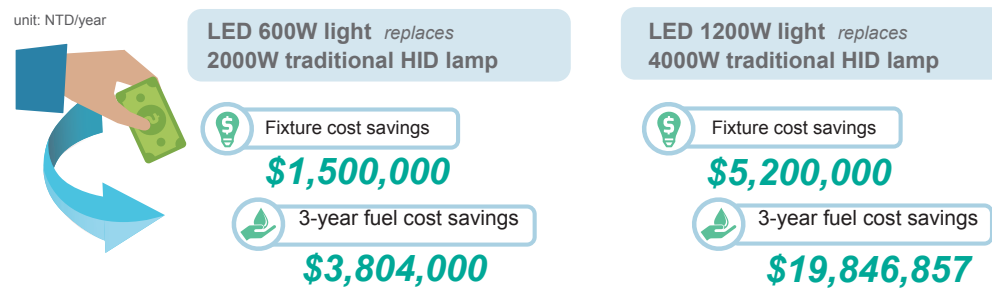 unit: NTD/year
LED 600W light replaces
2000W traditional HID lamp
Fixture cost savings
$1,500,000
3-year fuel cost savings
$3,804,000
LED 1200W light replaces
4000W traditional HID lamp
Fixture cost savings
$5,200,000
3-year fuel cost savings
$19,846,857